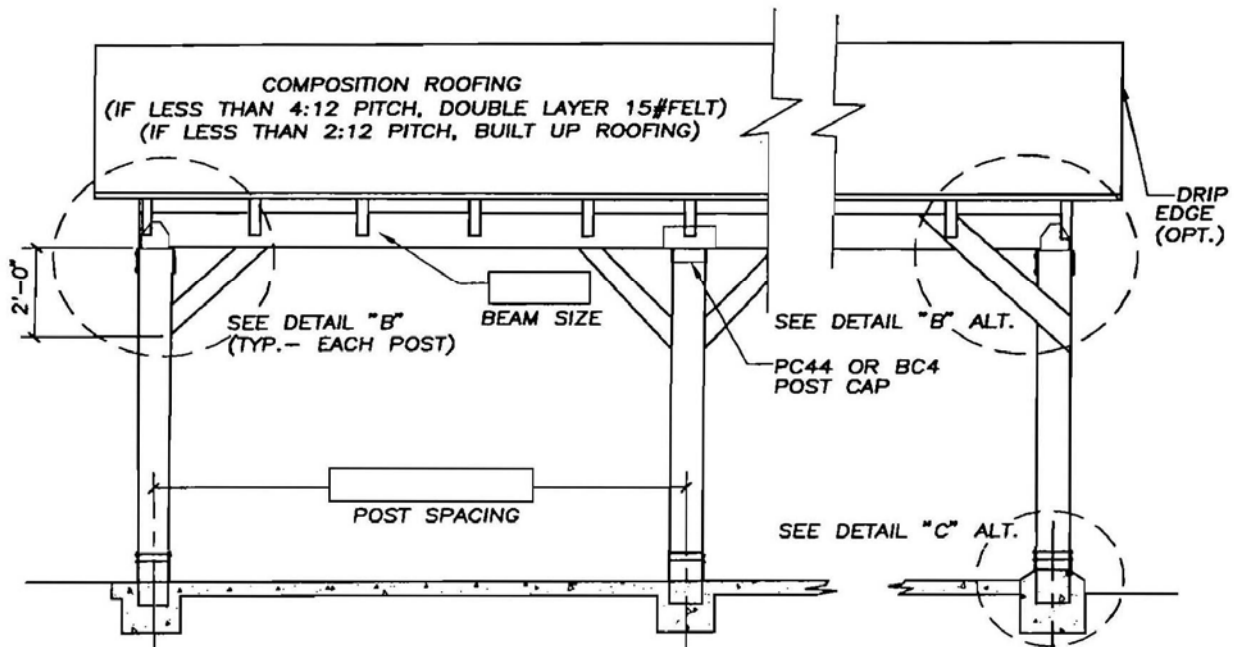 COMPOSITION ROOFING
(IF LESS THAN 4:12 PITCH, DOUBLE LAYER 15#FELT)
(IF LESS THAN 2:12 PITCH, BUILT UP ROOFING)
DRIP
EDGE
(OPT.)
2'-0"
SEE DETAIL "B"
(TYP.- EACH POST)
BEAM SIZE
SEE DETAIL "B" ALT.
PC44 OR BC4
POST CAP
POST SPACING
SEE DETAIL "C" ALT.